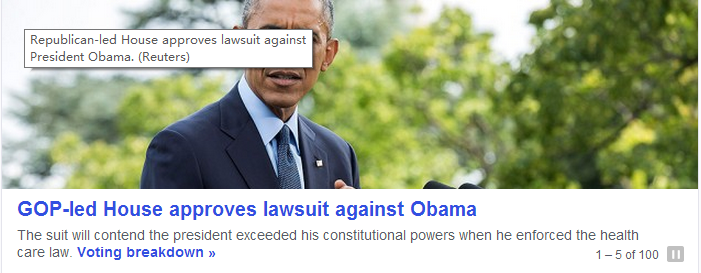 Republican-led House approves lawsuit against
President Obama. (Reuters)
GOP-led House approves lawsuit against Obama
The suit will contend the president exceeded his constitutional powers when he enforced the health
care law. Voting breakdown »
1 – 5 of 100